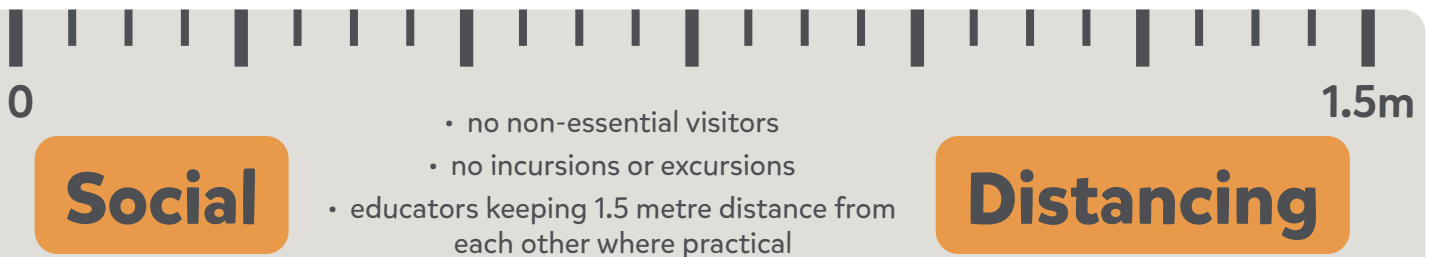 0
1.5m
Social
• no non-essential visitors
• no incursions or excursions
• educators keeping 1.5 metre distance from
each other where practical
Distancing